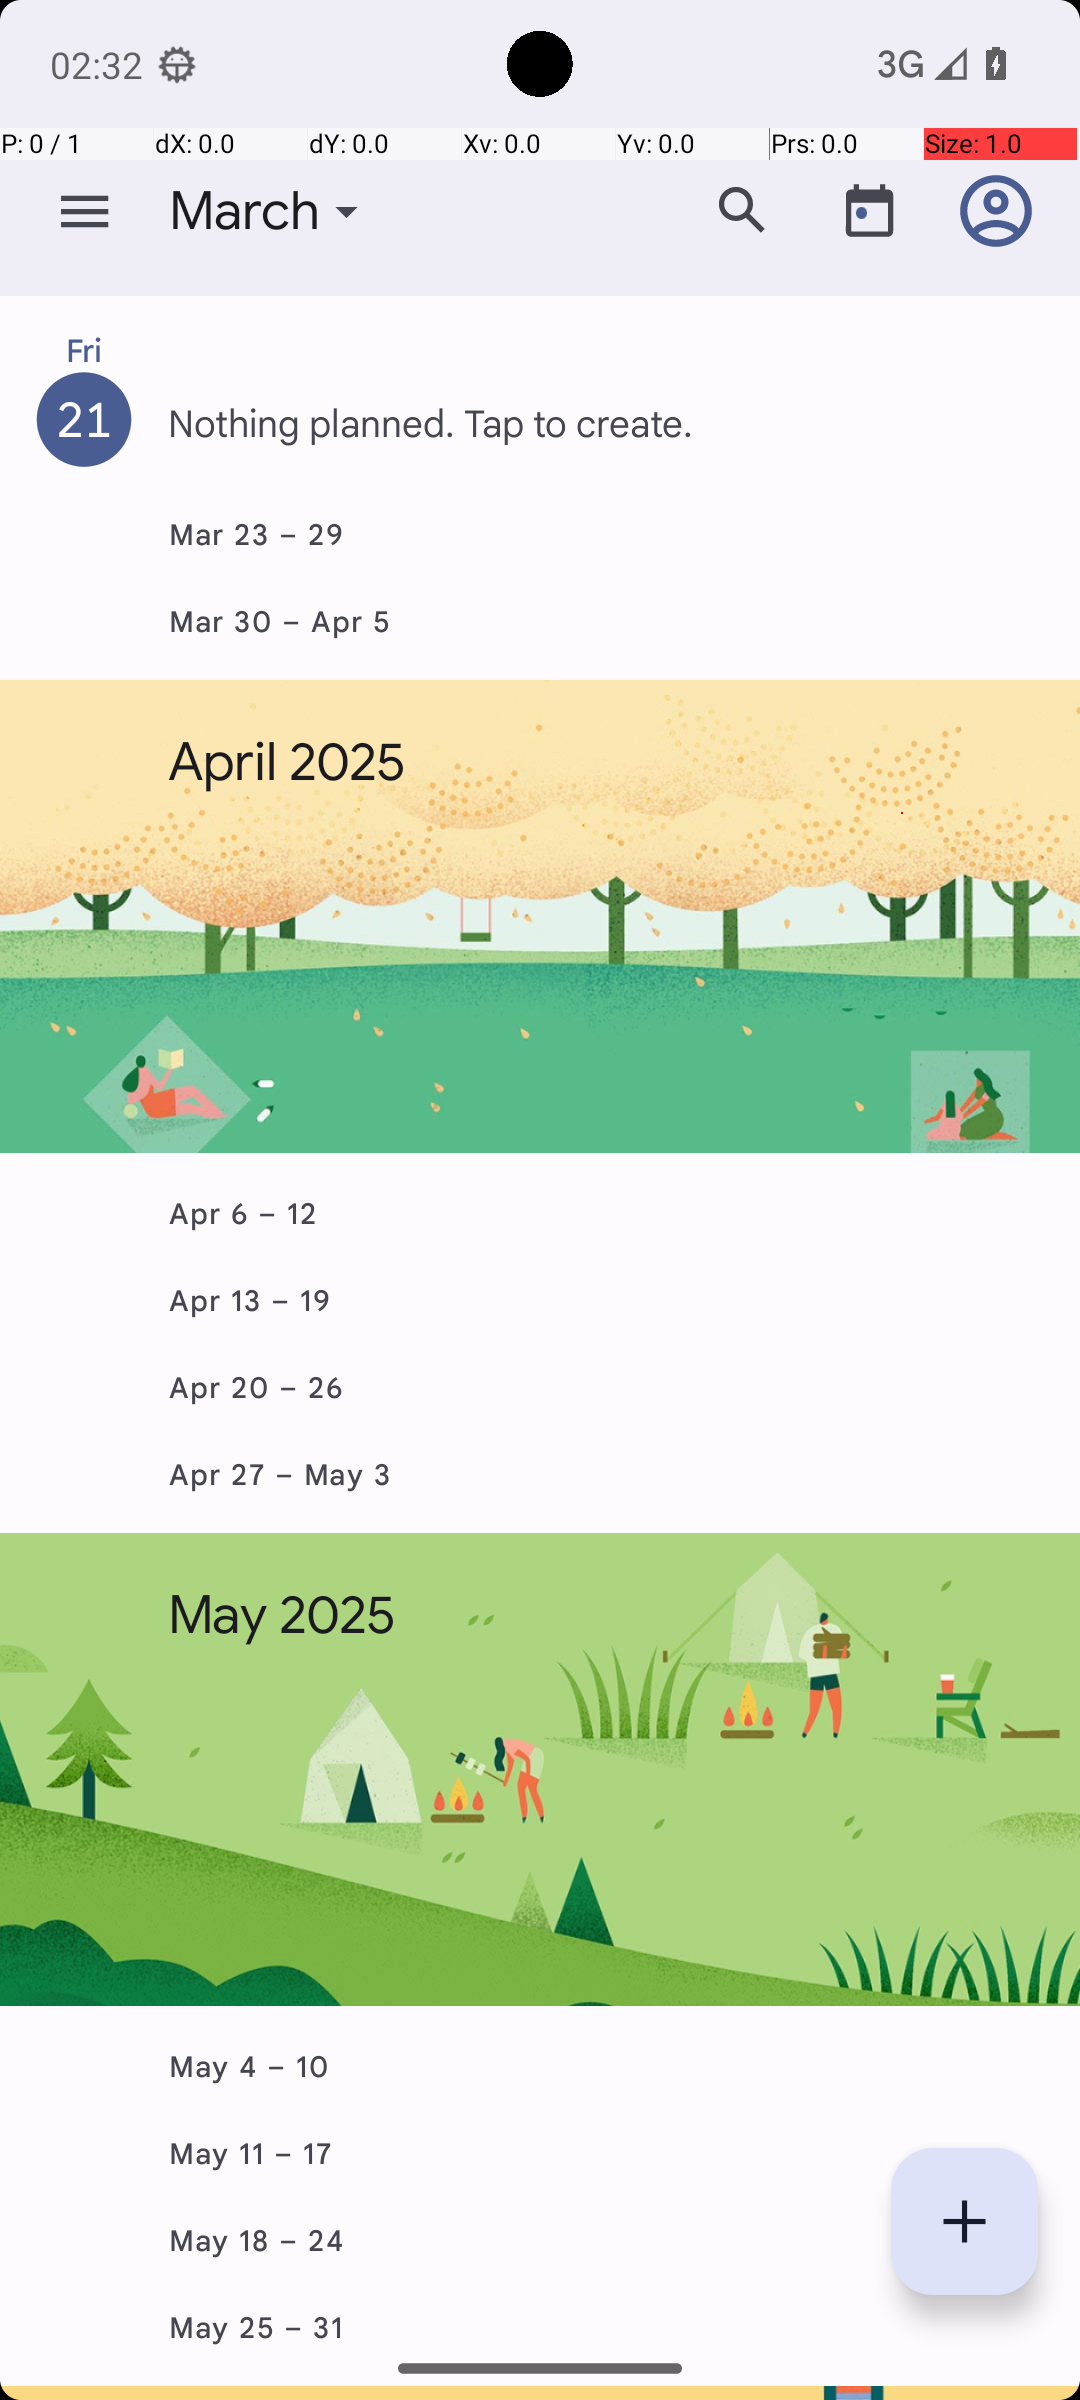 02:32 3G
P: 0 / 1 dX: 0.0 dY: 0.0 Xv: 0.0 Yv: 0.0 Prs: 0.0 Size: 1.0
March
Fri
21 Nothing planned. Tap to create.
Mar 23 – 29
Mar 30 – Apr 5
April 2025
Apr 6 – 12
Apr 13 – 19
Apr 20 – 26
Apr 27 – May 3
May 2025
May 4 – 10
May 11 – 17
May 18 – 24
May 25 – 31